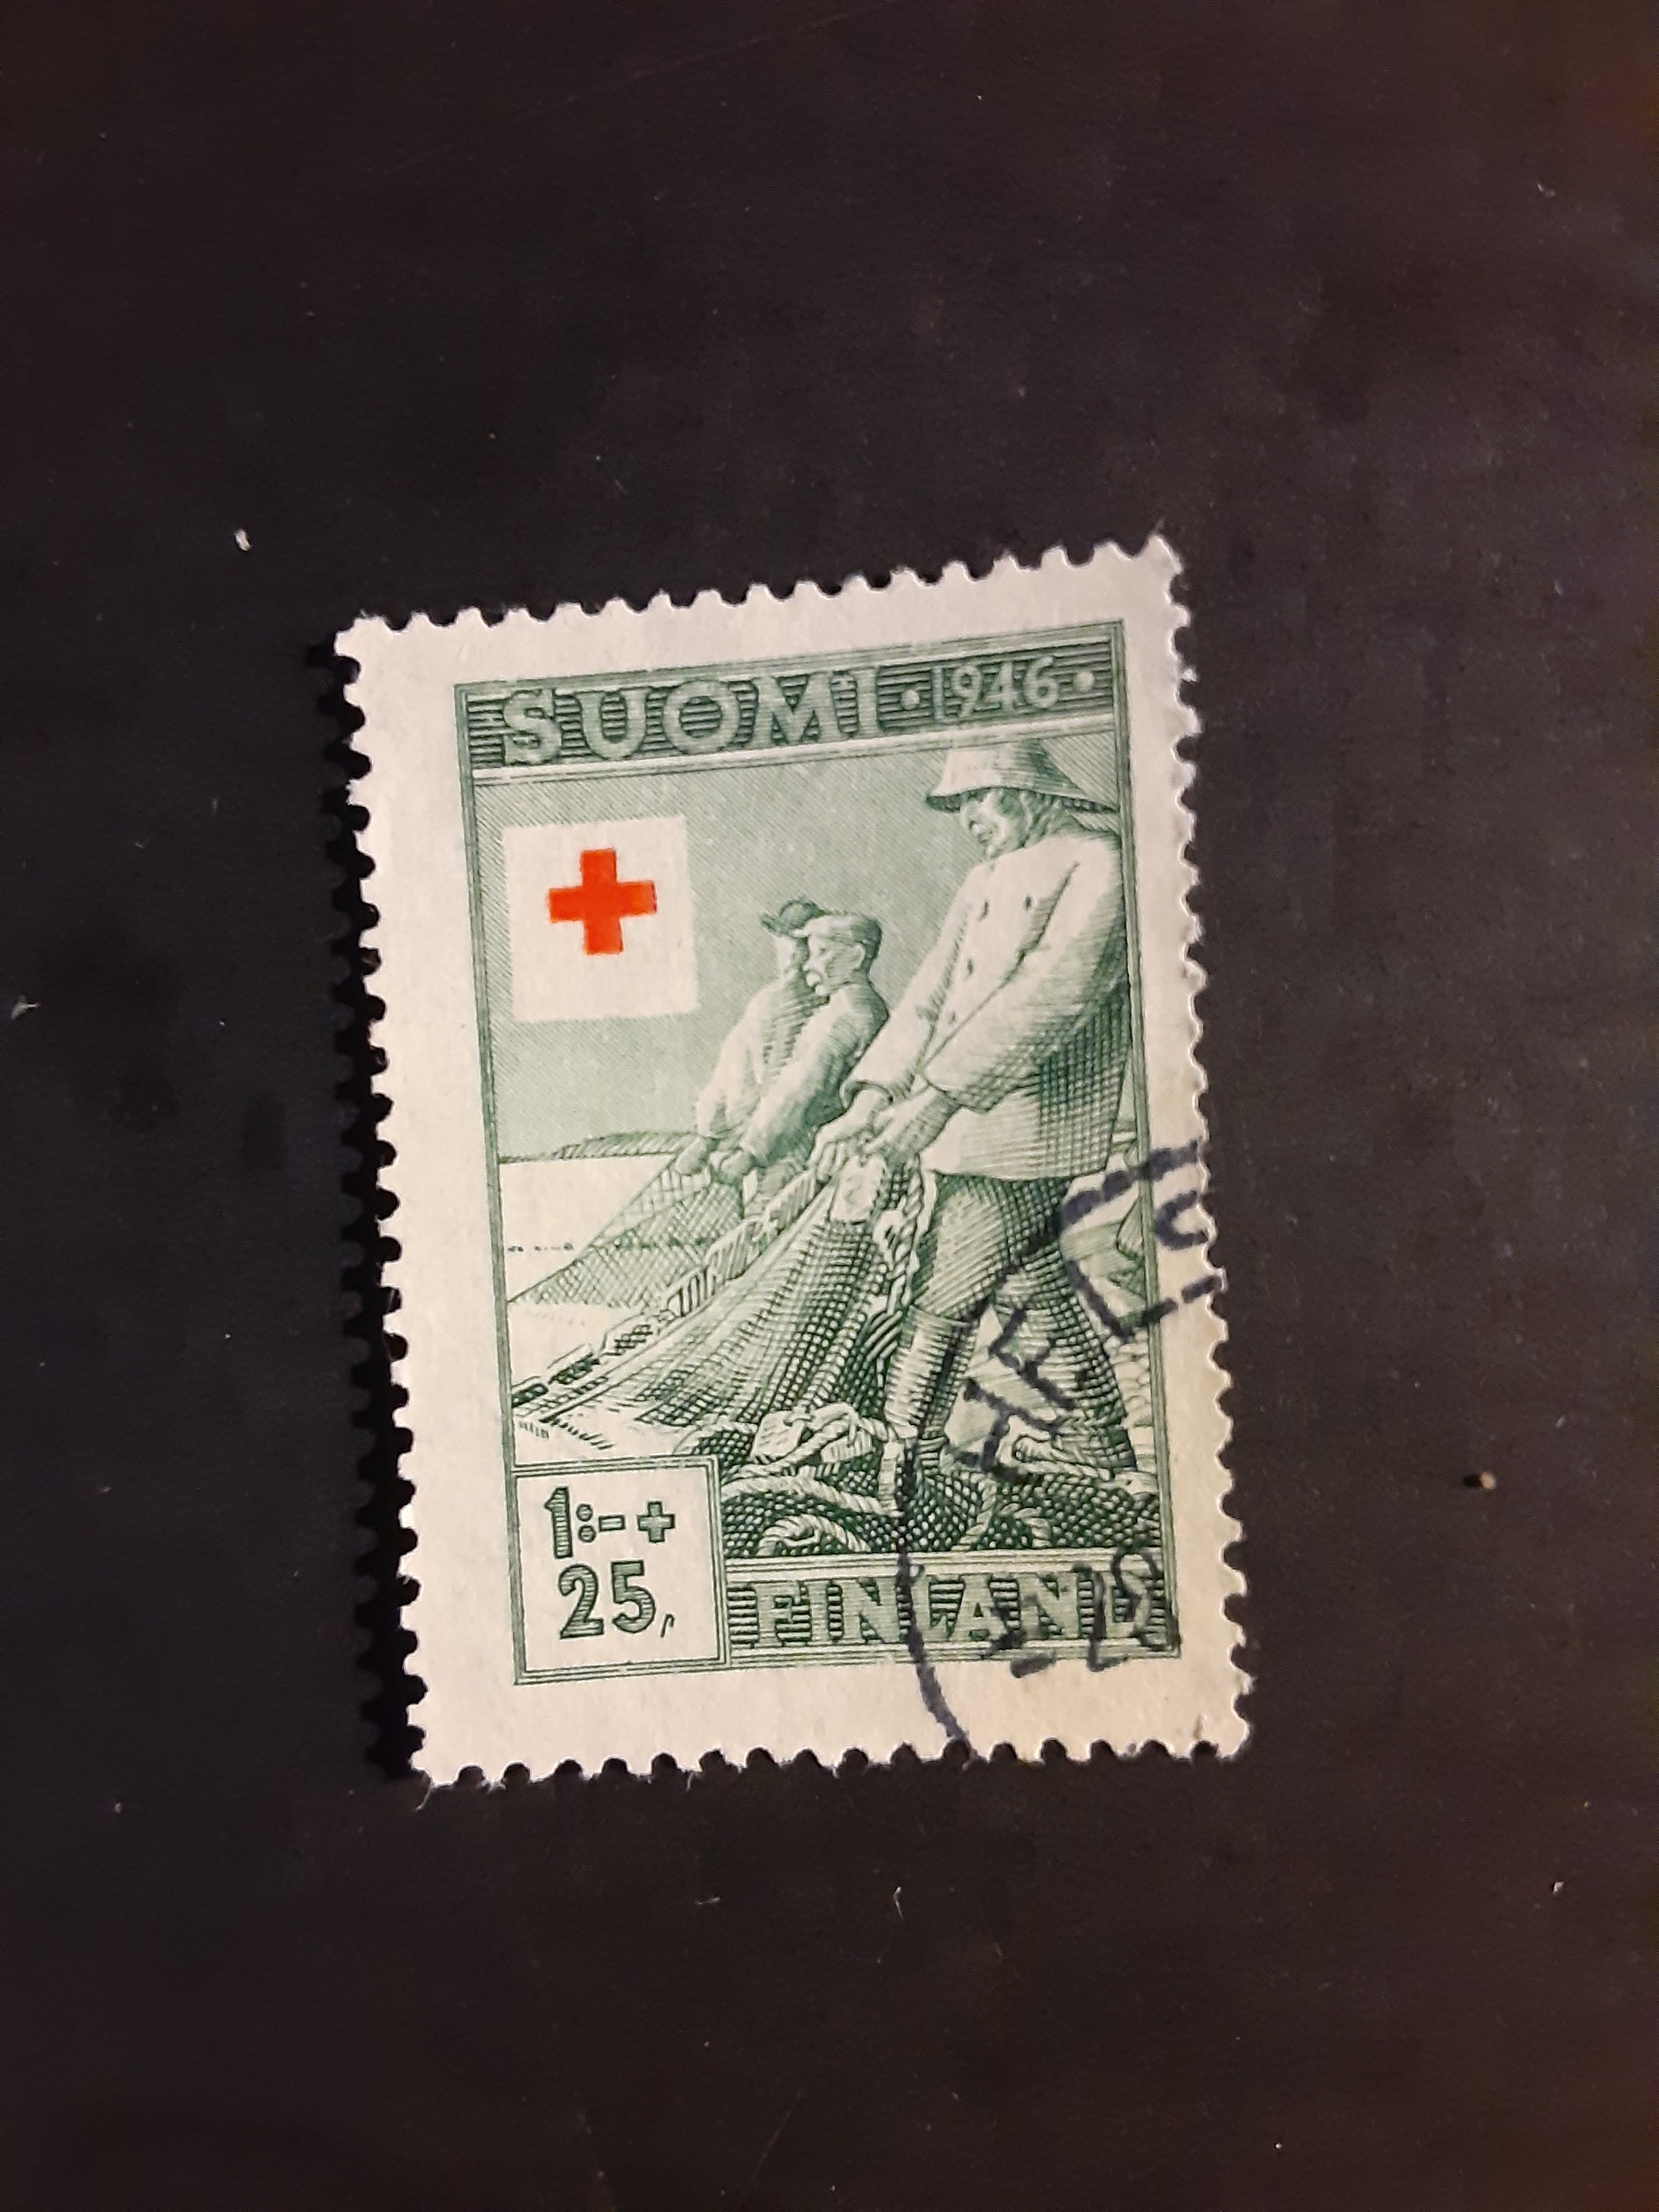 SUOMI · 1946 ·
1:- +
25,
FINLAND